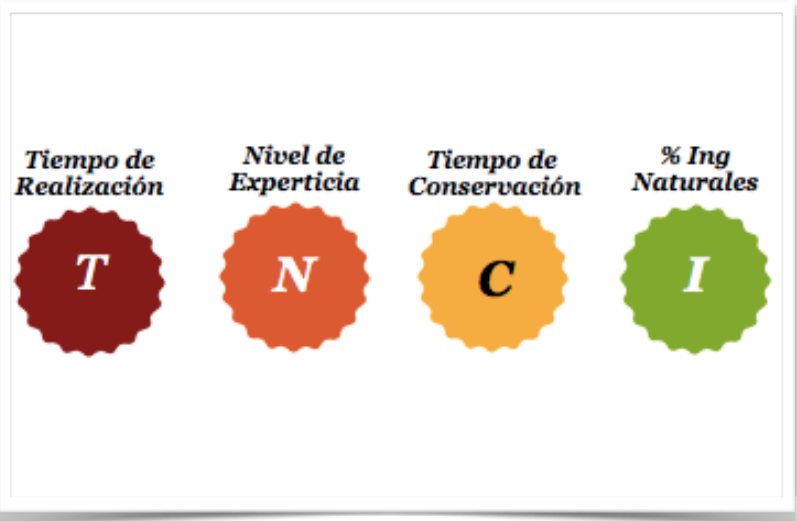 Tiempo de
Realización
T
Nivel de
Experticia
N
Tiempo de
Conservación
C
% Ing
Naturales
I